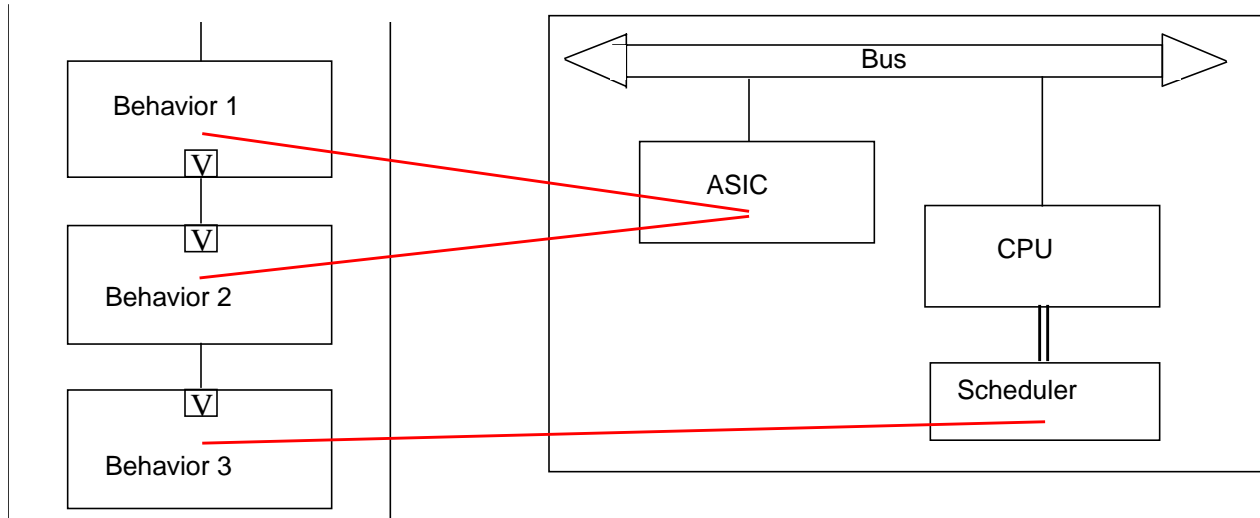 Behavior 1
V
V
Behavior 2
V
Behavior 3
Bus
ASIC
CPU
Scheduler